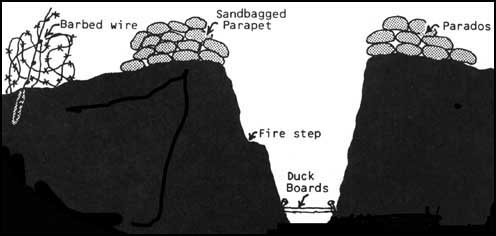 Sandbagged
Parapet
Barbed wire
Parados
Fire step
Duck
Boards